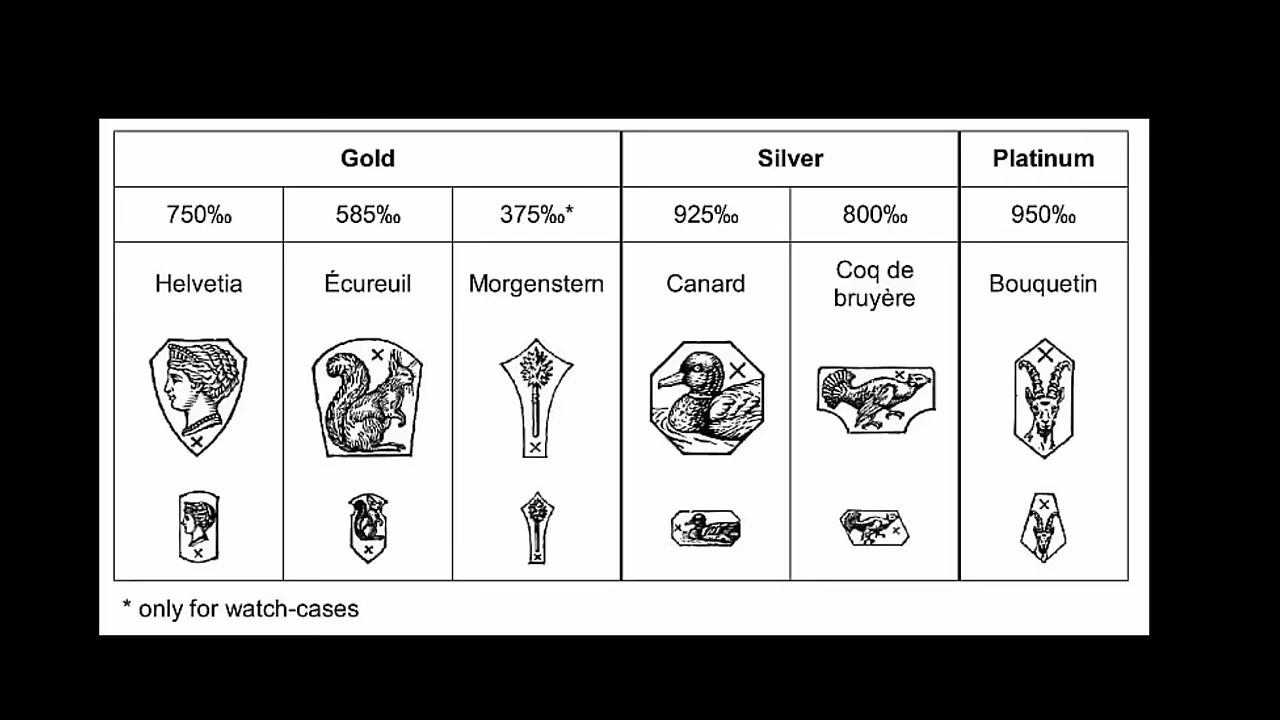 Gold Silver Platinum
750‰ 585‰ 375‰* 925‰ 800‰ 950‰
Helvetia Écureuil Morgenstern Canard Coq de bruyère Bouquetin
* only for watch-cases